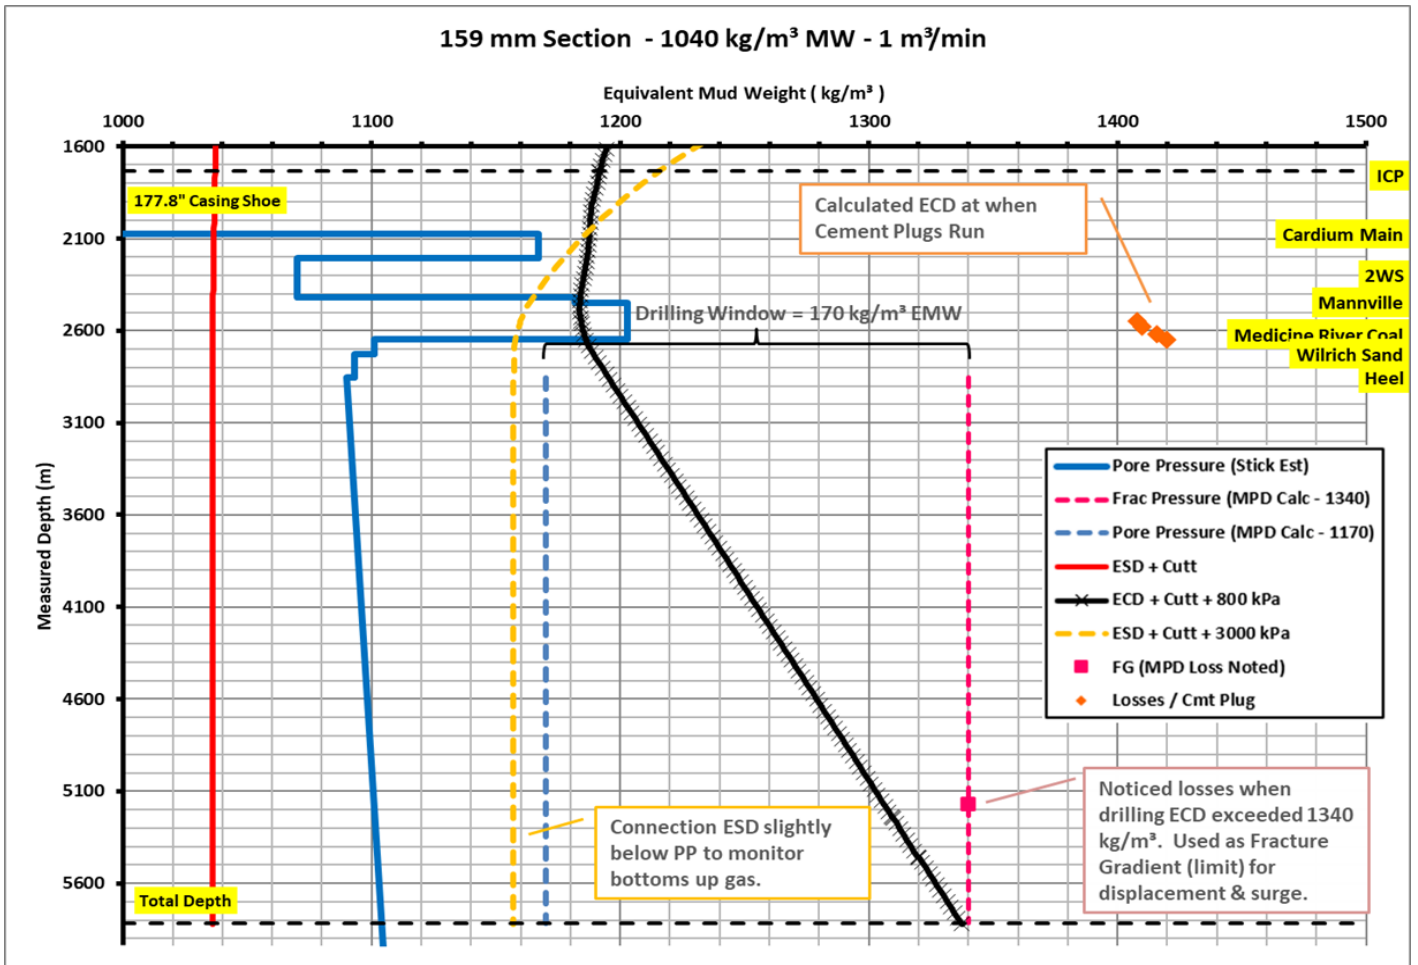 159 mm Section - 1040 kg/m³ MW - 1 m³/min
Equivalent Mud Weight ( kg/m³ )
1000 1100 1200 1300 1400 1500
Measured Depth (m)
1600
2100
2600
3100
3600
4100
4600
5100
5600
177.8" Casing Shoe
Total Depth
ICP
Cardium Main
2WS
Mannville
Medicine River Coal
Wilrich Sand
Heel
Calculated ECD at when
Cement Plugs Run
Drilling Window = 170 kg/m³ EMW
Pore Pressure (Stick Est)
Frac Pressure (MPD Calc - 1340)
Pore Pressure (MPD Calc - 1170)
ESD + Cutt
ECD + Cutt + 800 kPa
ESD + Cutt + 3000 kPa
FG (MPD Loss Noted)
Losses / Cmt Plug
Connection ESD slightly
below PP to monitor
bottoms up gas.
Noticed losses when
drilling ECD exceeded 1340
kg/m³. Used as Fracture
Gradient (limit) for
displacement & surge.